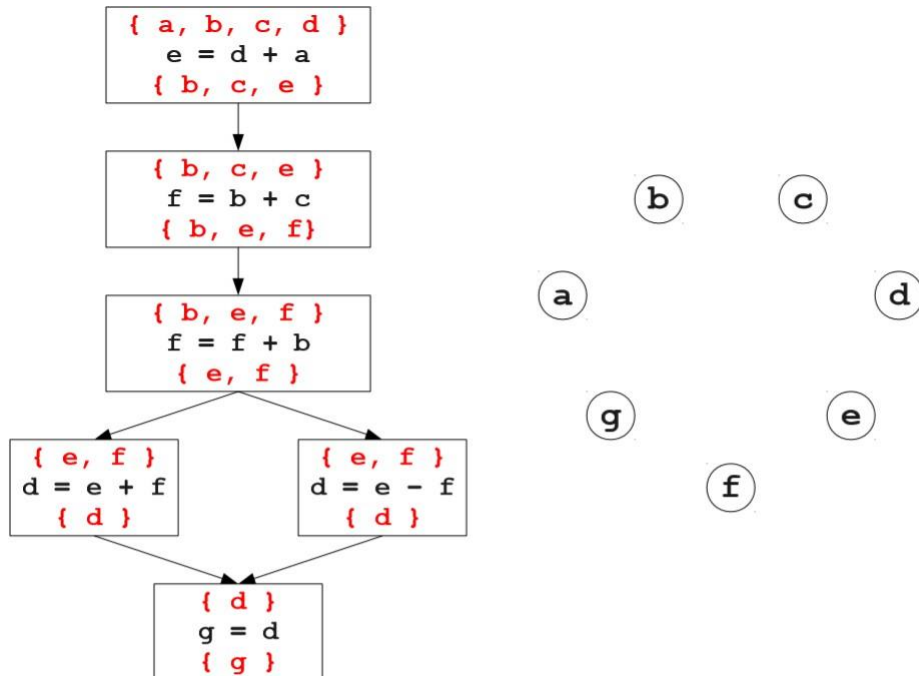 { a, b, c, d }
e = d + a
{ b, c, e }
{ b, c, e }
f = b + c
{ b, e, f}
{ b, e, f }
f = f + b
{ e, f }
{ e, f }
d = e + f
{ d }
{ e, f }
d = e - f
{ d }
{ d }
g = d
{ g }
b
c
a
d
g
e
f